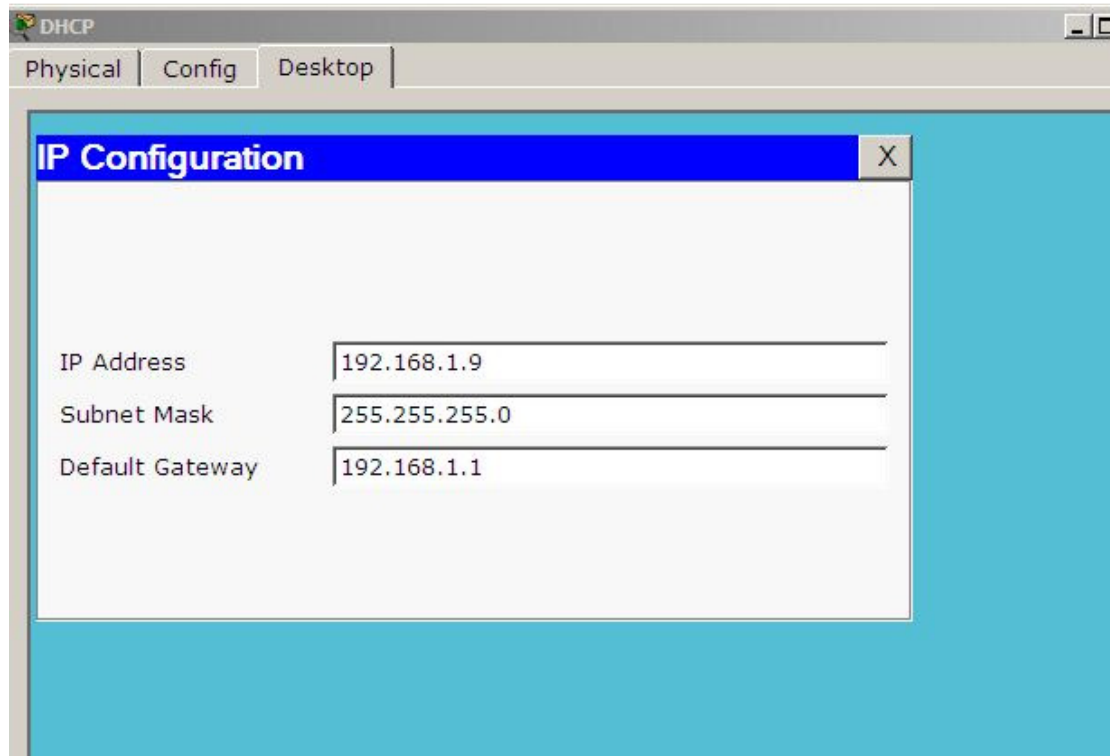 DHCP
Physical Config Desktop
IP Configuration X
IP Address 192.168.1.9
Subnet Mask 255.255.255.0
Default Gateway 192.168.1.1